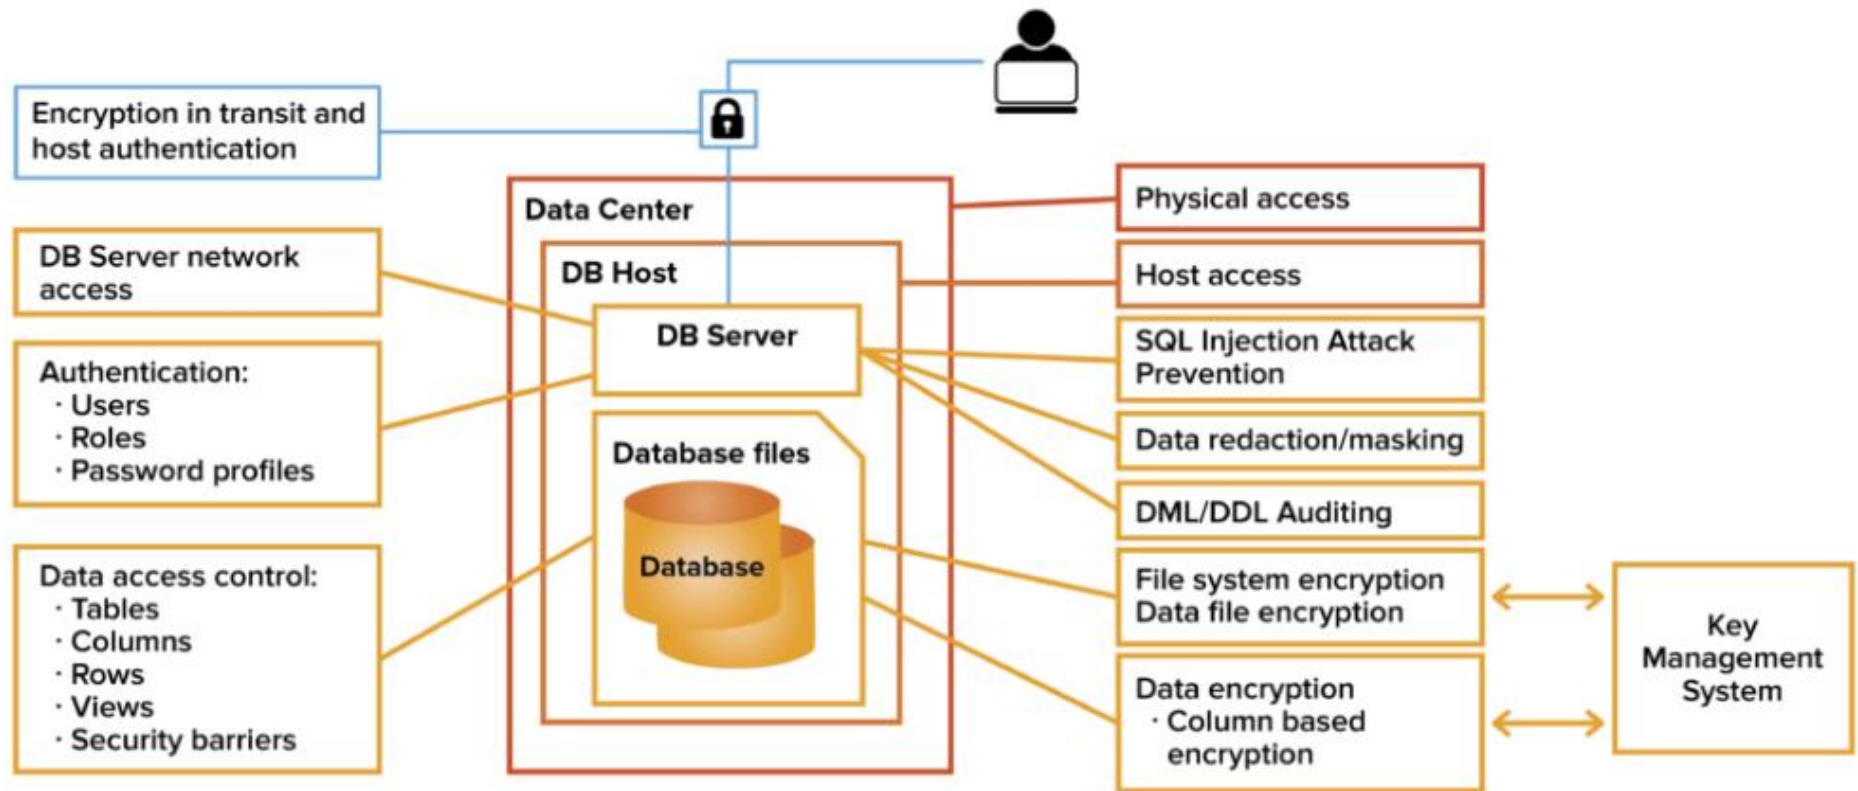 Encryption in transit and
host authentication
DB Server network
access
Authentication:
· Users
· Roles
· Password profiles
Data access control:
· Tables
· Columns
· Rows
· Views
· Security barriers
Data Center
DB Host
DB Server
Database files
Database
Physical access
Host access
SQL Injection Attack
Prevention
Data redaction/masking
DML/DDL Auditing
File system encryption
Data file encryption
Data encryption
· Column based
encryption
Key
Management
System